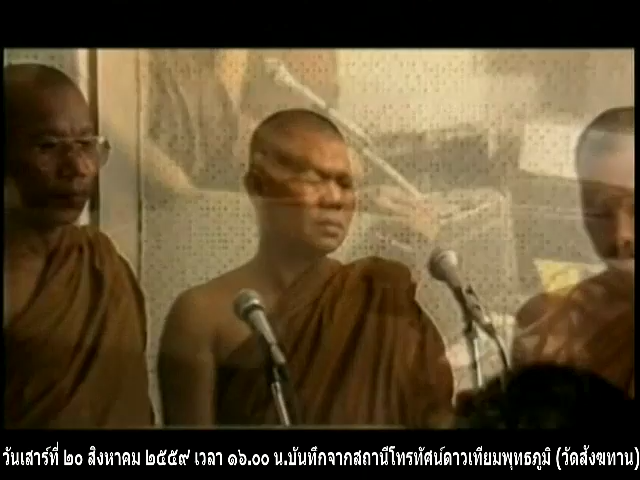 วันเสาร์ที่ ๒๐ สิงหาคม ๒๕๕๙ เวลา ๑๖.๐๐ น.บันทึกจากสถานีโทรทัศน์ดาวเทียมพุทธภูมิ (วัดสังฆทาน)